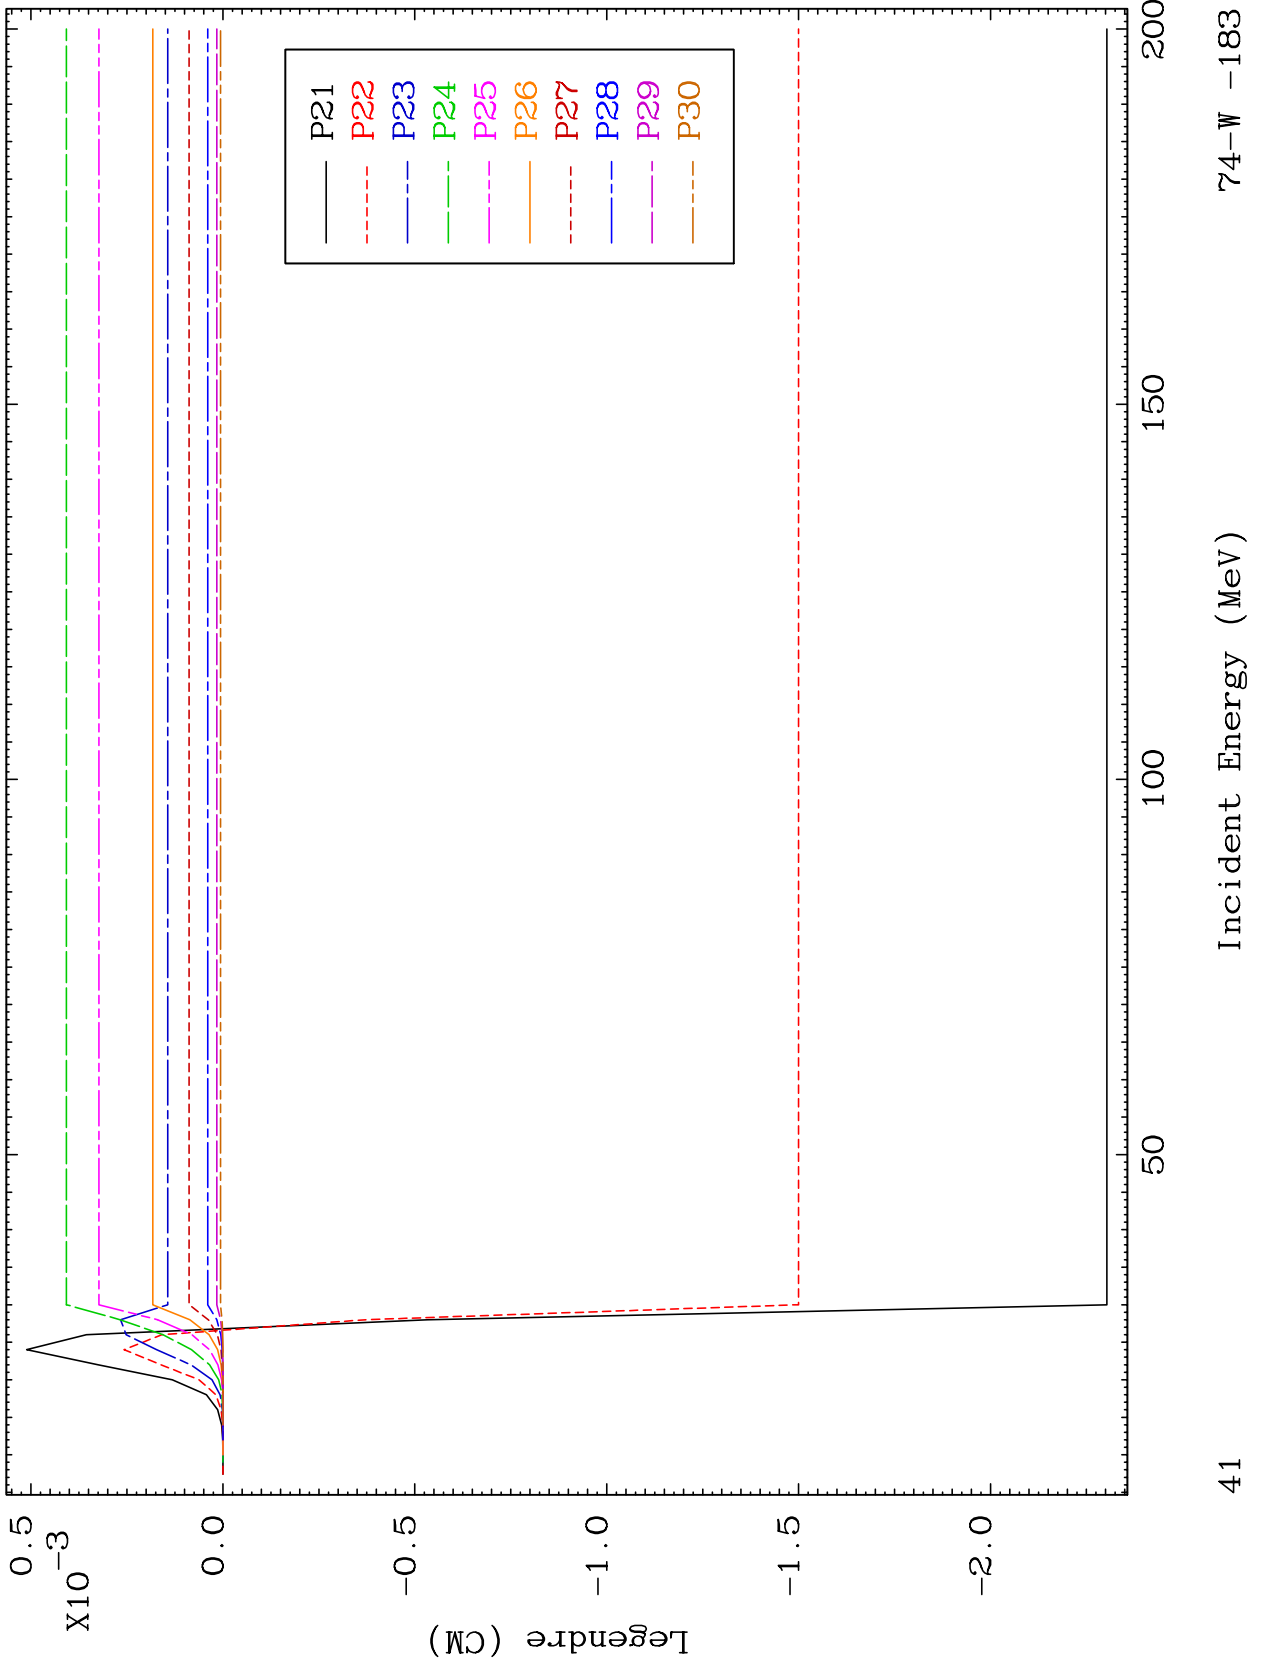 Legendre (CM)
X10-3
0.5
0.0
-0.5
-1.0
-1.5
-2.0
P21
P22
P23
P24
P25
P26
P27
P28
P29
P30
50
100
150
200
Incident Energy (MeV)
41
74-W -183